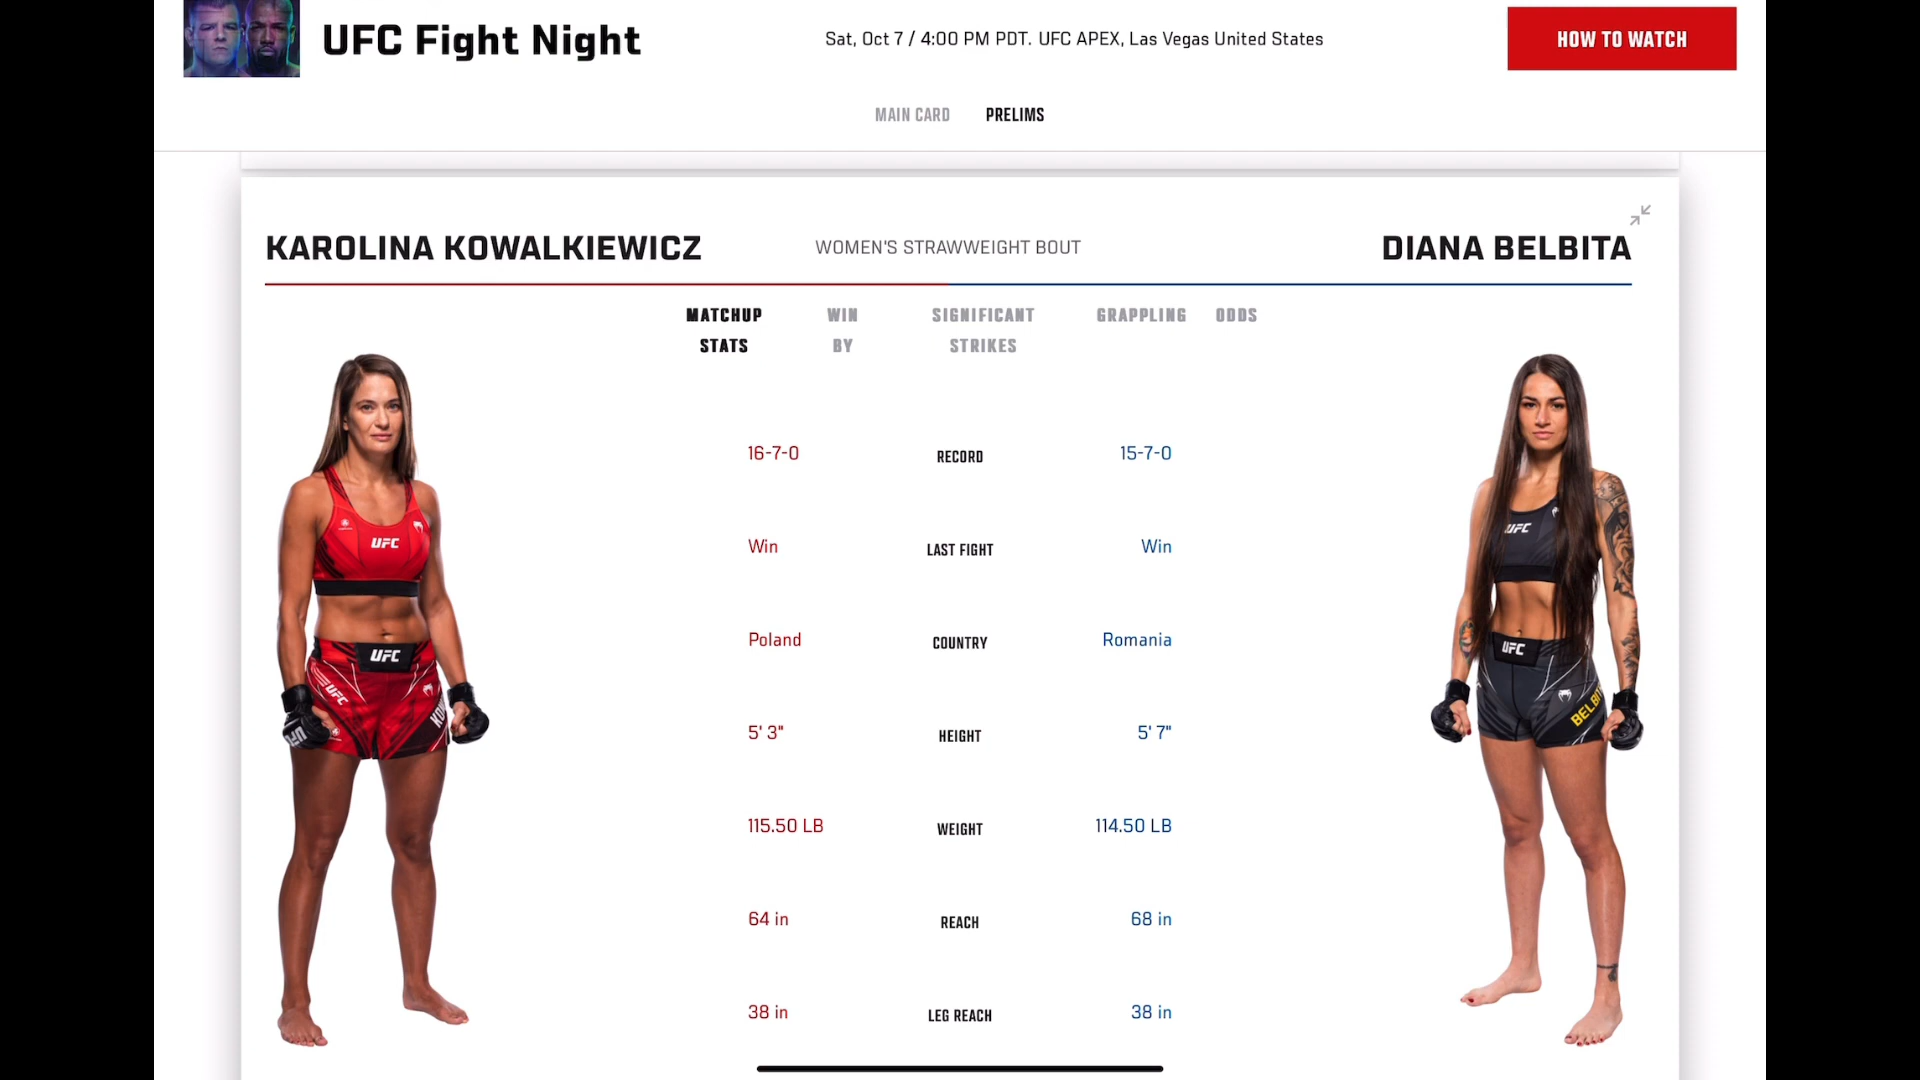 UFC Fight Night
Sat, Oct 7 / 4:00 PM PDT. UFC APEX, Las Vegas United States
HOW TO WATCH
MAIN CARD
PRELIMS
KAROLINA KOWALKIEWICZ
WOMEN'S STRAWWEIGHT BOUT
DIANA BELBITA
MATCHUP STATS
WIN BY
SIGNIFICANT STRIKES
GRAPPLING
ODDS
16-7-0 RECORD 15-7-0
Win LAST FIGHT Win
Poland COUNTRY Romania
5' 3" HEIGHT 5' 7"
115.50 LB WEIGHT 114.50 LB
64 in REACH 68 in
38 in LEG REACH 38 in
UFC
UFC
UFC
UFC
UFC
UFC